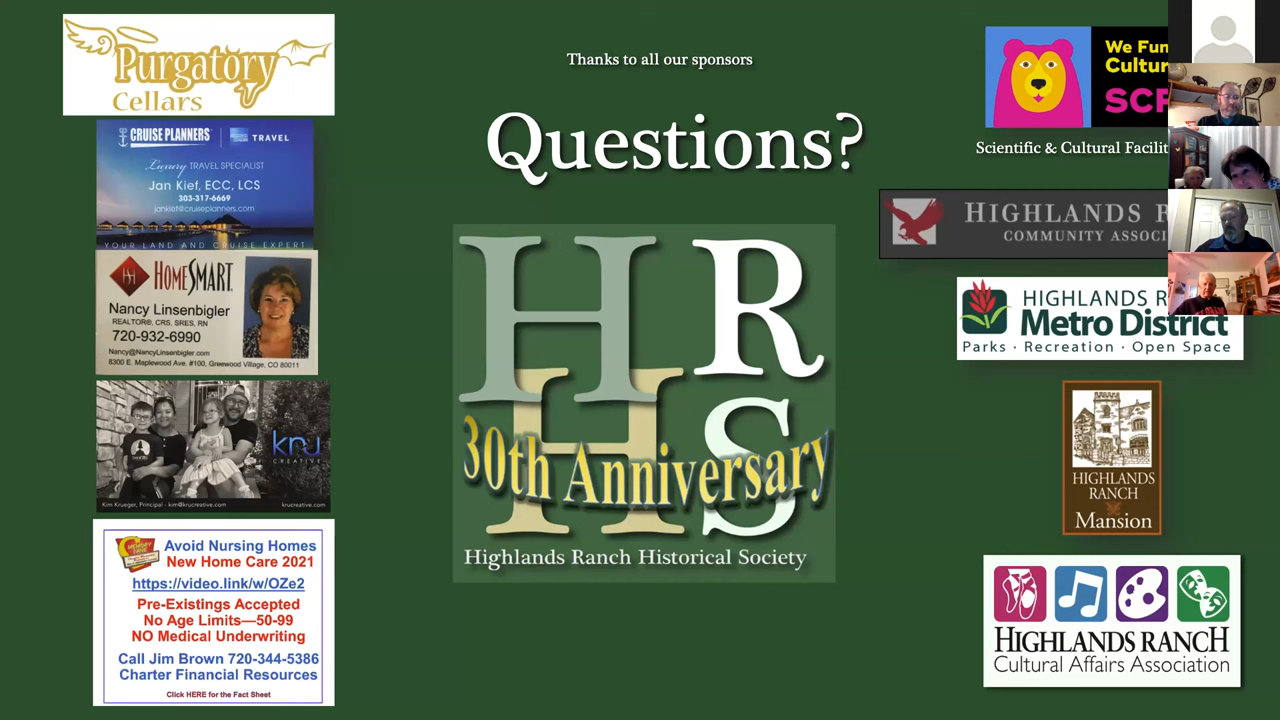 Purgatory
Cellars
CRUISE PLANNERS
TRAVEL
Luxury TRAVEL SPECIALIST
Jan Kief, ECC, LCS
303-317-6669
jankief@cruiseplanners.com
YOUR LAND AND CRUISE EXPERT
HOMESMART
Nancy Linsenbigler
REALTOR®, CRS, SRES, RN
720-932-6990
Nancy@NancyLinsenbigler.com
8300 E. Maplewood Ave. #100, Greenwood Village, CO 80011
kru
CREATIVE
Kim Krueger, Principal · kim@krucreative.com
krucreative.com
Avoid Nursing Homes
New Home Care 2021
https://video.link/w/OZe2
Pre-Existings Accepted
No Age Limits—50-99
NO Medical Underwriting
Call Jim Brown 720-344-5386
Charter Financial Resources
Click HERE for the Fact Sheet
Thanks to all our sponsors
Questions?
H R
H S
30th Anniversary
Highlands Ranch Historical Society
We Fun
Cultur
SCF
Scientific & Cultural Facilit
HIGHLANDS R
COMMUNITY ASSOCI
HIGHLANDS R
Metro District
Parks · Recreation · Open Space
HIGHLANDS
RANCH
Mansion
HIGHLANDS RANCH
Cultural Affairs Association